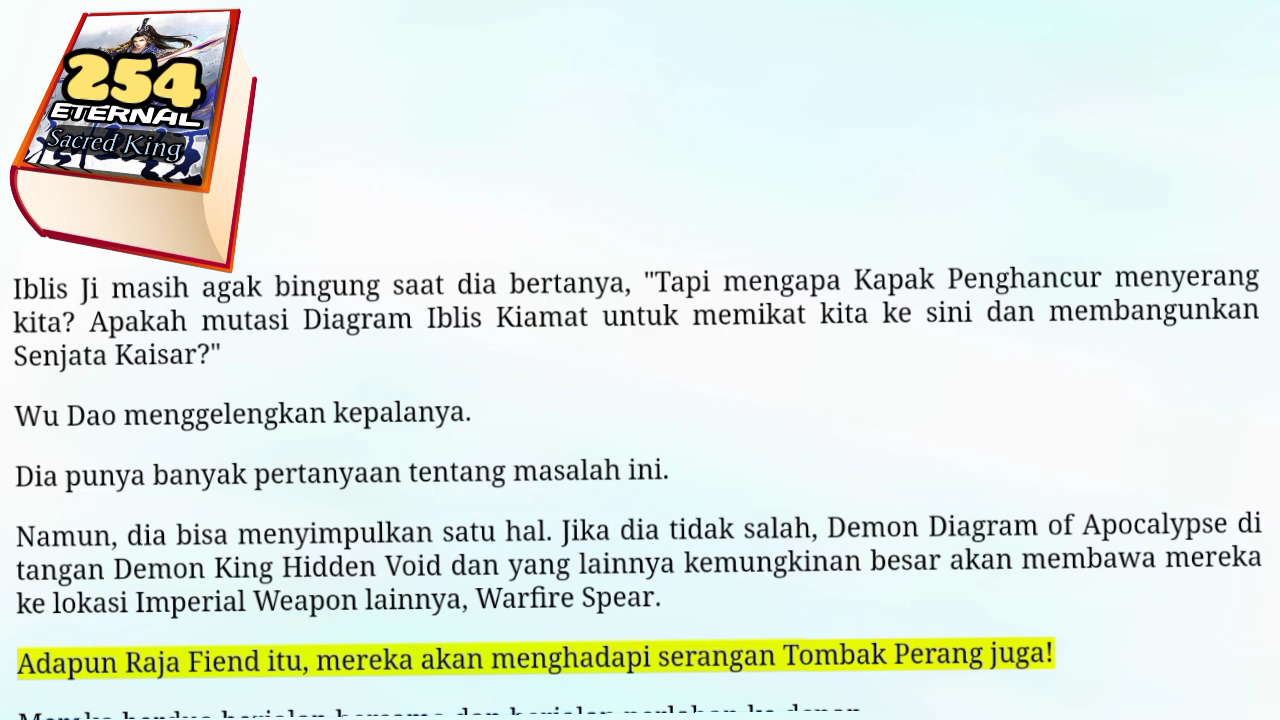 254
ETERNAL
Sacred King
Iblis Ji masih agak bingung saat dia bertanya, "Tapi mengapa Kapak Penghancur menyerang
kita? Apakah mutasi Diagram Iblis Kiamat untuk memikat kita ke sini dan membangunkan
Senjata Kaisar?"
Wu Dao menggelengkan kepalanya.
Dia punya banyak pertanyaan tentang masalah ini.
Namun, dia bisa menyimpulkan satu hal. Jika dia tidak salah, Demon Diagram of Apocalypse di
tangan Demon King Hidden Void dan yang lainnya kemungkinan besar akan membawa mereka
ke lokasi Imperial Weapon lainnya, Warfire Spear.
Adapun Raja Fiend itu, mereka akan menghadapi serangan Tombak Perang juga!